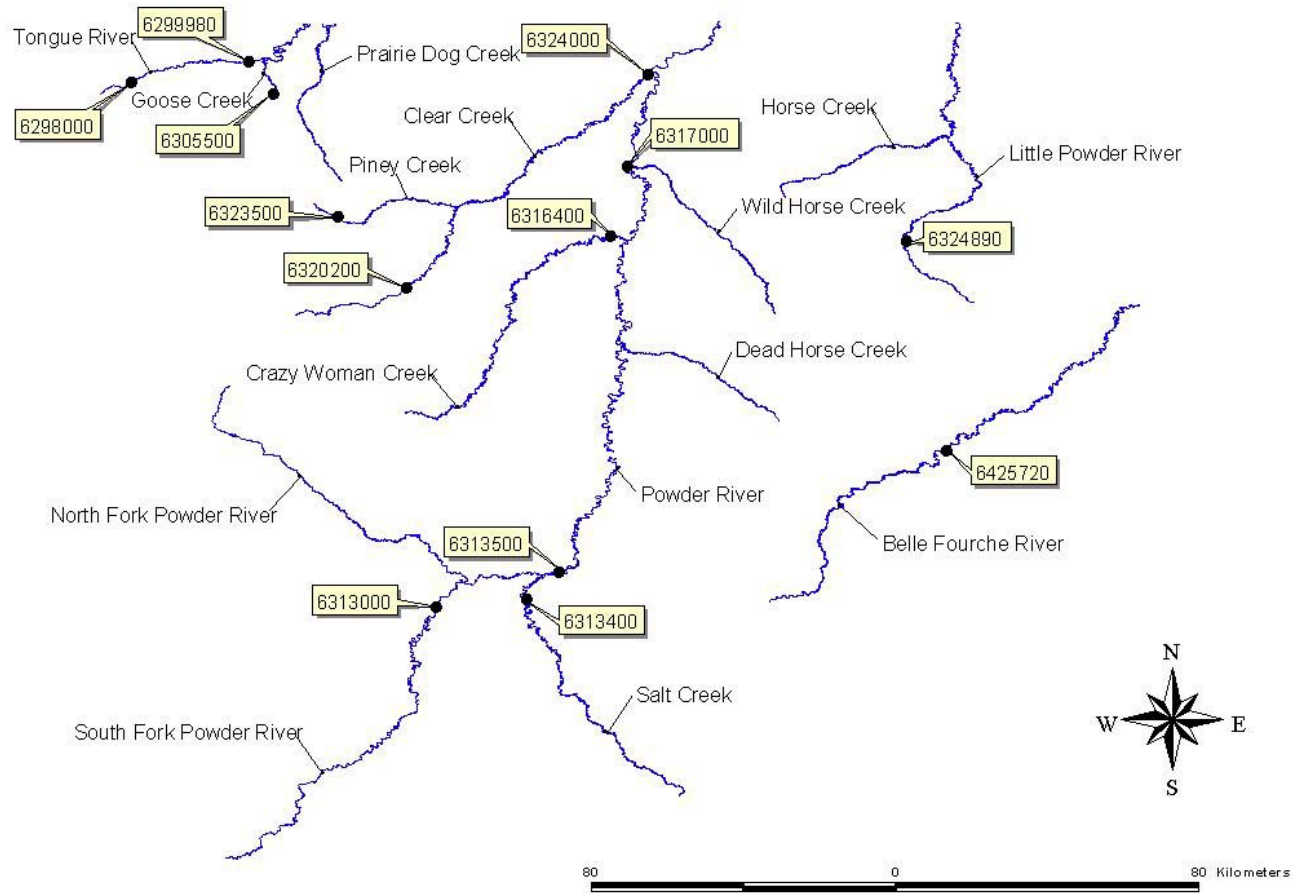 6299980
Tongue River
6298000
Goose Creek
6305500
Prairie Dog Creek
6324000
Clear Creek
Piney Creek
6323500
6320200
6317000
6316400
Wild Horse Creek
Horse Creek
Little Powder River
6324890
Dead Horse Creek
Crazy Woman Creek
6425720
Belle Fourche River
Powder River
North Fork Powder River
6313500
6313000
6313400
Salt Creek
South Fork Powder River
N
W
E
S
80 0 80 Kilometers